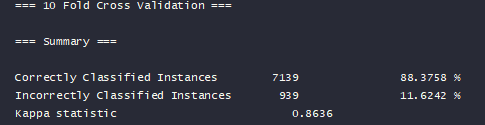 === 10 Fold Cross Validation ===
=== Summary ===
Correctly Classified Instances 7139 88.3758 %
Incorrectly Classified Instances 939 11.6242 %
Kappa statistic 0.8636